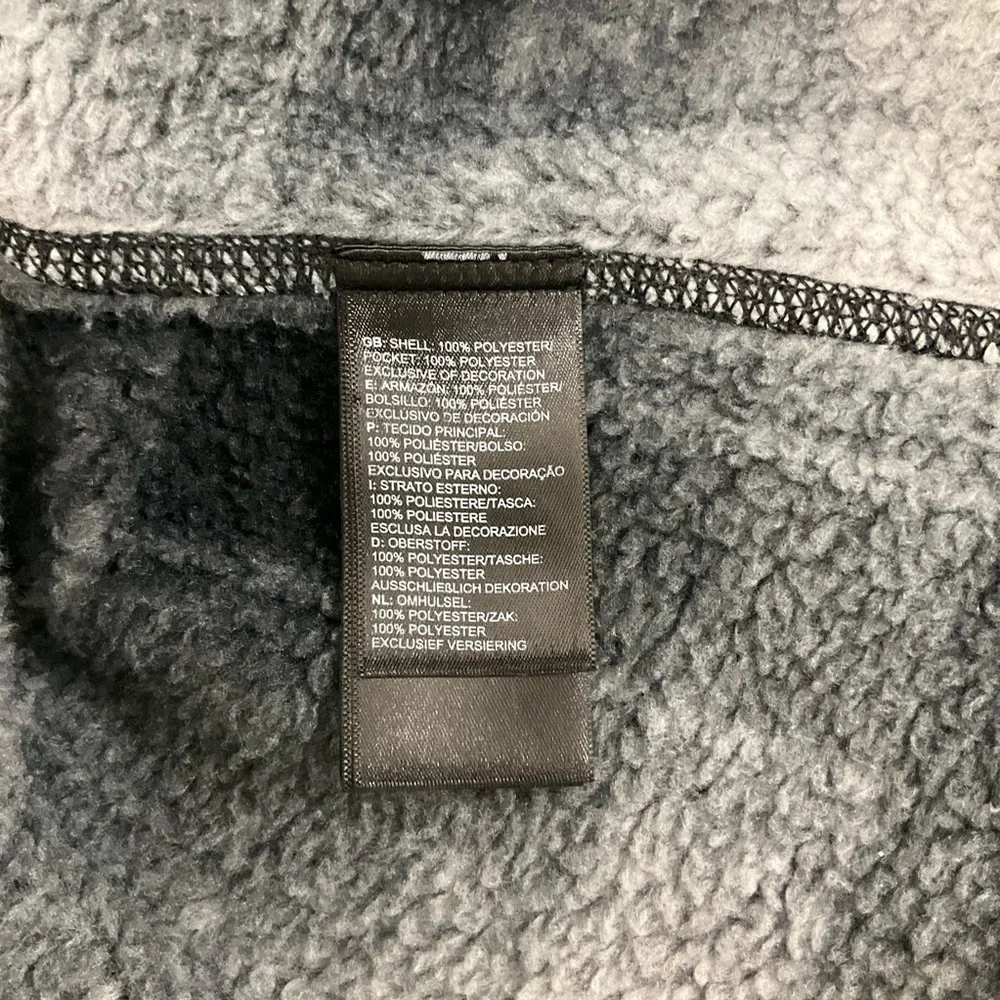 GB: SHELL: 100% POLYESTER/
POCKET: 100% POLYESTER
EXCLUSIVE OF DECORATION
E: ARMAZÓN: 100% POLIÉSTER/
BOLSILLO: 100% POLIÉSTER
EXCLUSIVO DE DECORACIÓN
P: TECIDO PRINCIPAL:
100% POLIÉSTER/BOLSO:
100% POLIÉSTER
EXCLUSIVO PARA DECORAÇÃO
I: STRATO ESTERNO:
100% POLIESTERE/TASCA:
100% POLIESTERE
ESCLUSA LA DECORAZIONE
D: OBERSTOFF:
100% POLYESTER/TASCHE:
100% POLYESTER
AUSSCHLIEßLICH DEKORATION
NL: OMHULSEL:
100% POLYESTER/ZAK:
100% POLYESTER
EXCLUSIEF VERSIERING